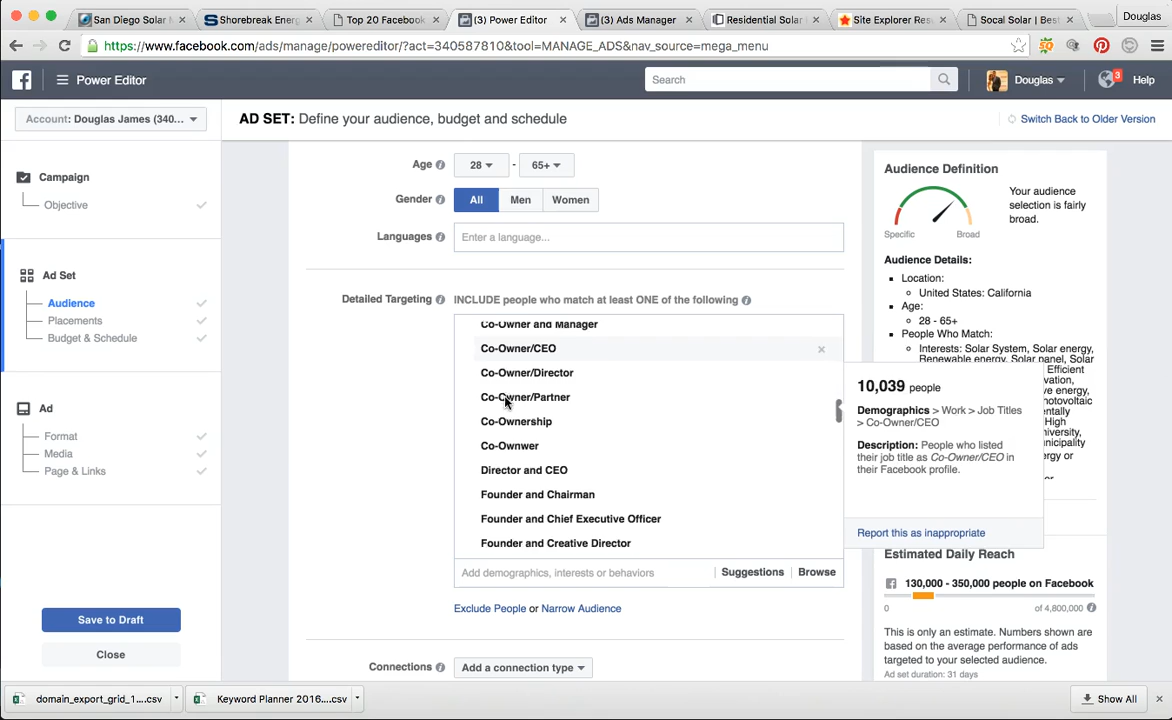 San Diego Solar
Shorebreak Ener
Top 20 Facebook
(3) Power Editor
(3) Ads Manager
Residential Solar
Site Explorer Res
Socal Solar | Best
Douglas
https://www.facebook.com/ads/manage/powereditor/?act=340587810&tool=MANAGE_ADS&nav_source=mega_menu
Power Editor
Search
Douglas
3
Help
Account: Douglas James (340...
AD SET: Define your audience, budget and schedule
Switch Back to Older Version
Campaign
Objective
Ad Set
Audience
Placements
Budget & Schedule
Ad
Format
Media
Page & Links
Save to Draft
Close
Age
28
-
65+
Gender
All
Men
Women
Languages
Enter a language...
Detailed Targeting
INCLUDE people who match at least ONE of the following
Co-Owner and Manager
Co-Owner/CEO
Co-Owner/Director
Co-Owner/Partner
Co-Ownership
Co-Ownwer
Director and CEO
Founder and Chairman
Founder and Chief Executive Officer
Founder and Creative Director
Add demographics, interests or behaviors
Suggestions
Browse
Exclude People or Narrow Audience
Connections
Add a connection type
Audience Definition
Your audience
selection is fairly
broad.
Specific
Broad
Audience Details:
Location:
United States: California
Age:
28 - 65+
People Who Match:
Interests: Solar System, Solar energy,
Renewable energy, Solar panel, Solar
Efficient
High
10,039 people
Demographics > Work > Job Titles
> Co-Owner/CEO
Description: People who listed
their job title as Co-Owner/CEO in
their Facebook profile.
Report this as inappropriate
Estimated Daily Reach
130,000 - 350,000 people on Facebook
0
of 4,800,000
This is only an estimate. Numbers shown are
based on the average performance of ads
targeted to your selected audience.
Ad set duration: 31 days
domain_export_grid_1....csv
Keyword Planner 2016....csv
Show All